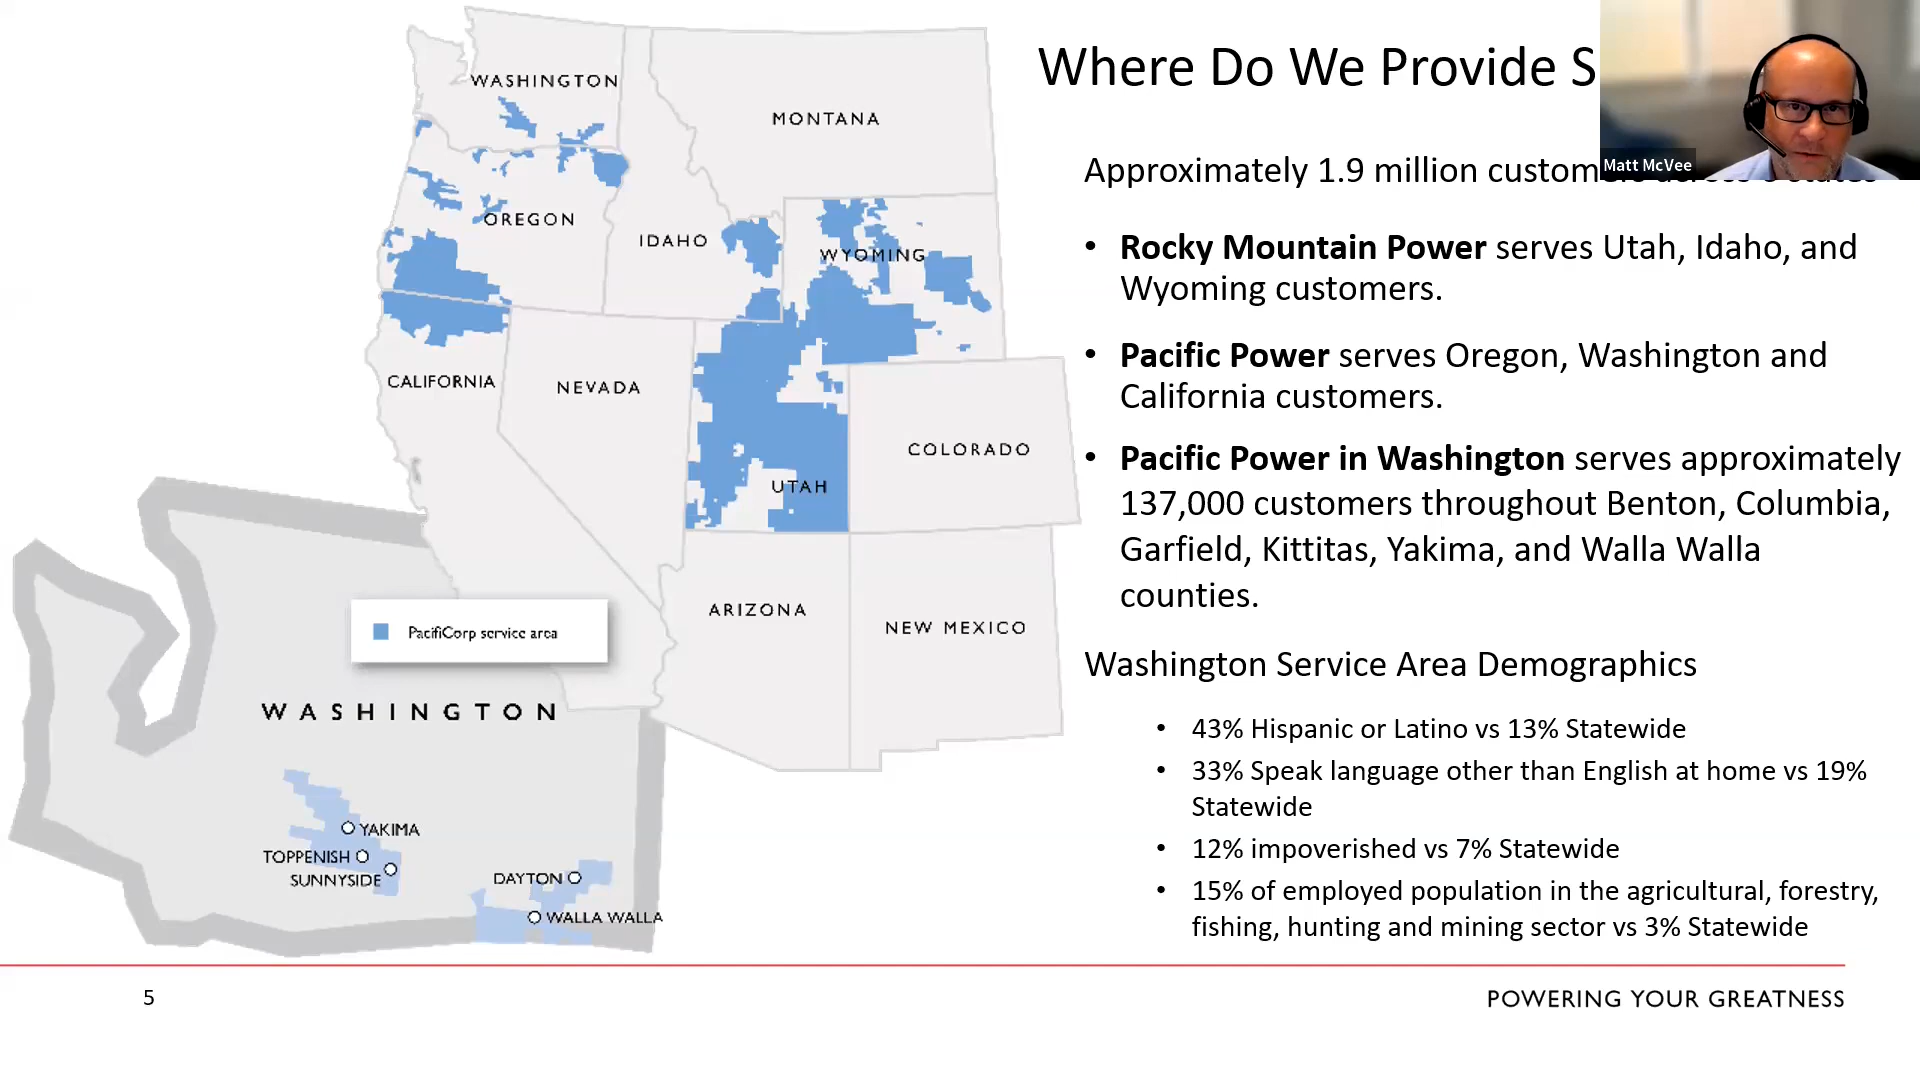 Where Do We Provide S
Matt McVee
Approximately 1.9 million
• Rocky Mountain Power serves Utah, Idaho, and
Wyoming customers.
• Pacific Power serves Oregon, Washington and
California customers.
• Pacific Power in Washington serves approximately
137,000 customers throughout Benton, Columbia,
Garfield, Kittitas, Yakima, and Walla Walla
counties.
Washington Service Area Demographics
• 43% Hispanic or Latino vs 13% Statewide
• 33% Speak language other than English at home vs 19%
Statewide
• 12% impoverished vs 7% Statewide
• 15% of employed population in the agricultural, forestry,
fishing, hunting and mining sector vs 3% Statewide
WASHINGTON
MONTANA
OREGON
IDAHO
WYOMING
CALIFORNIA
NEVADA
COLORADO
UTAH
ARIZONA
NEW MEXICO
PacifiCorp service area
WASHINGTON
YAKIMA
TOPPENISH
SUNNYSIDE
DAYTON
WALLA WALLA
5
POWERING YOUR GREATNESS